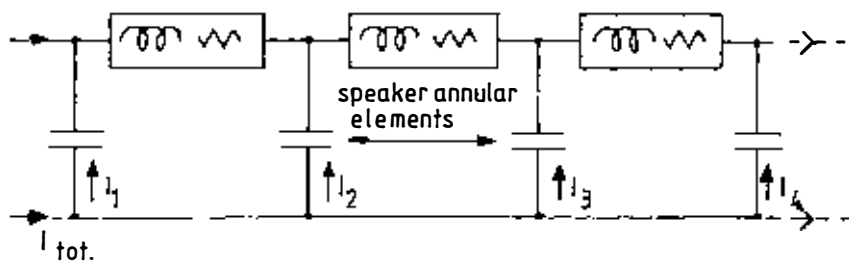 speaker annular
elements
I1
I2
I3
I4
I tot.